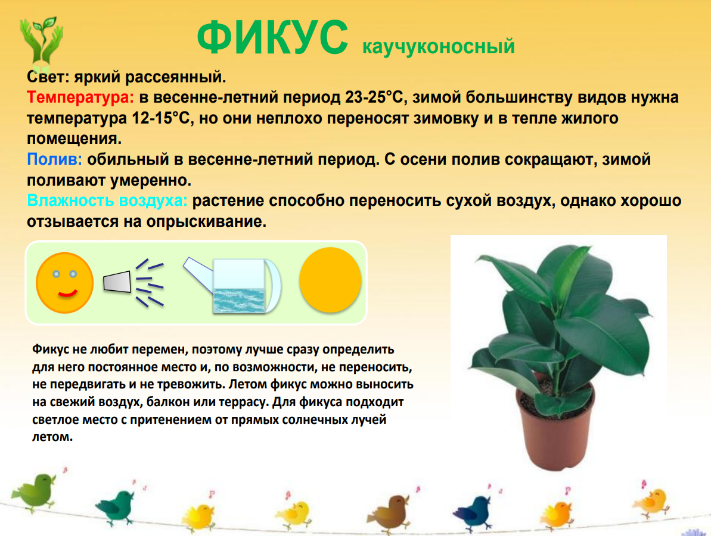 ФИКУС каучуконосный
Свет: яркий рассеянный.
Температура: в весенне-летний период 23-25°С, зимой большинству видов нужна
температура 12-15°С, но они неплохо переносят зимовку и в тепле жилого
помещения.
Полив: обильный в весенне-летний период. С осени полив сокращают, зимой
поливают умеренно.
Влажность воздуха: растение способно переносить сухой воздух, однако хорошо
отзывается на опрыскивание.
Фикус не любит перемен, поэтому лучше сразу определить
для него постоянное место и, по возможности, не переносить,
не передвигать и не тревожить. Летом фикус можно выносить
на свежий воздух, балкон или террасу. Для фикуса подходит
светлое место с притенением от прямых солнечных лучей
летом.